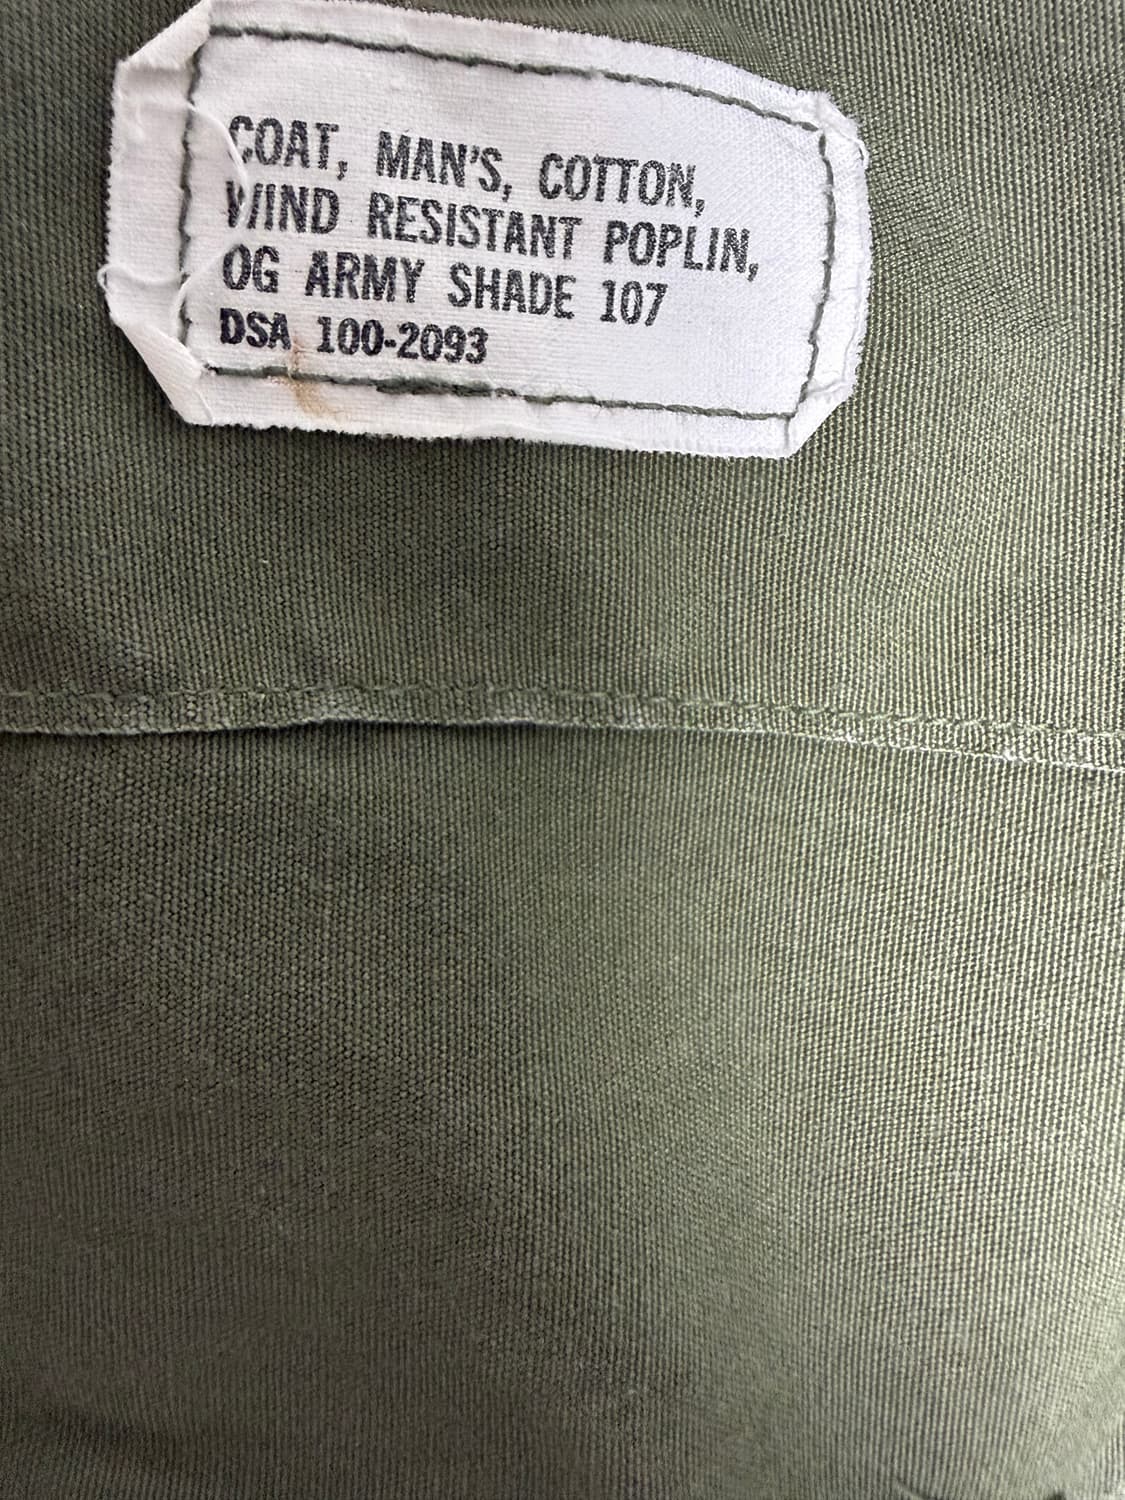 COAT, MAN'S, COTTON,
WIND RESISTANT POPLIN,
OG ARMY SHADE 107
DSA 100-2093